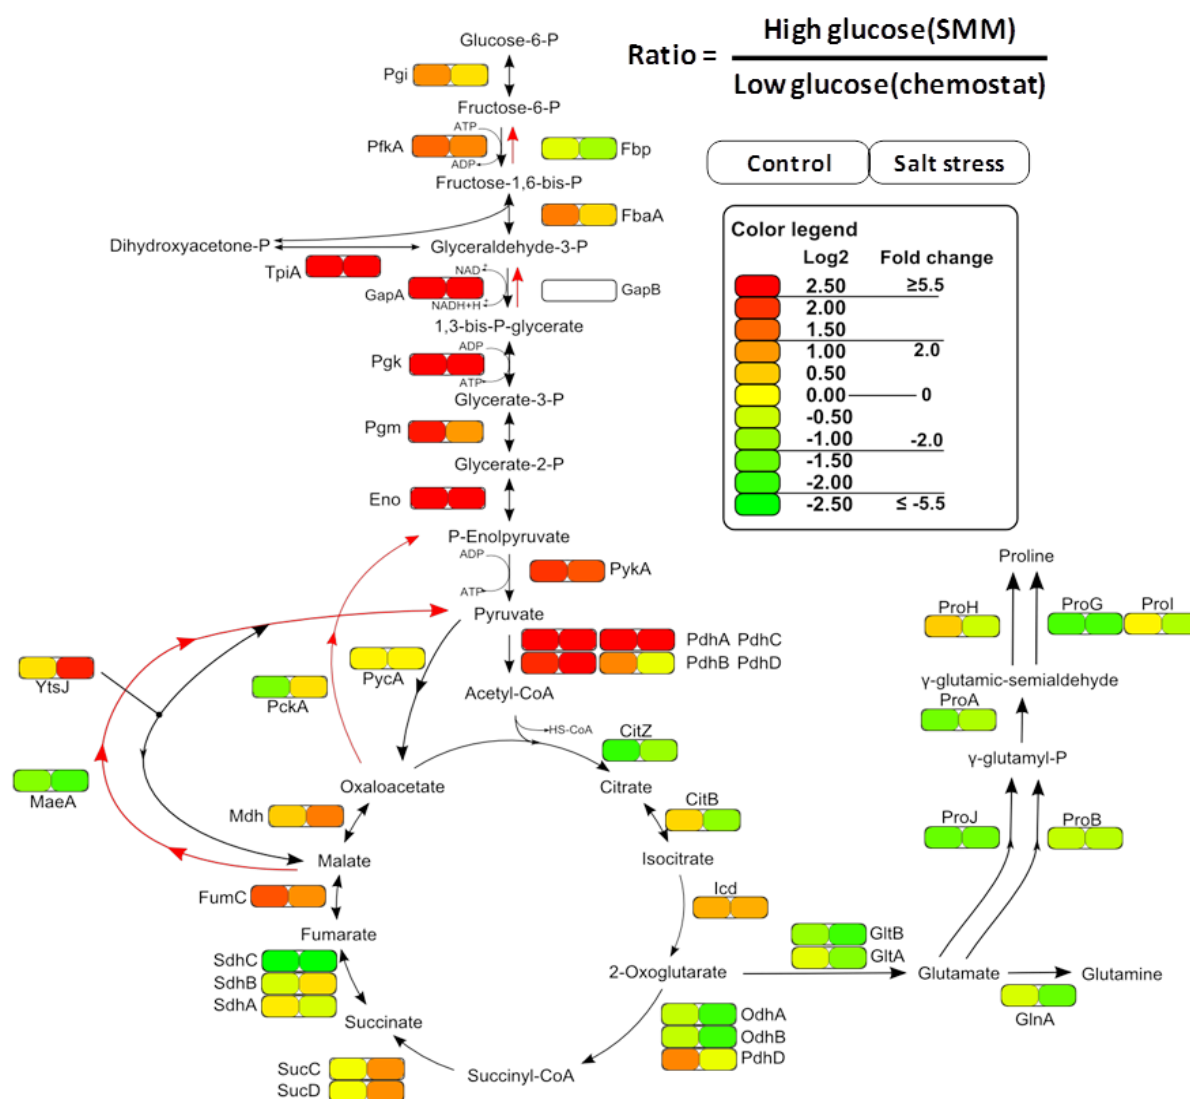 Glucose-6-P
Ratio =
High glucose(SMM)
Low glucose(chemostat)
Pgi
Fructose-6-P
ATP
PfkA
ADP
Fbp
Fructose-1,6-bis-P
Control
Salt stress
FbaA
Dihydroxyacetone-P
Glyceraldehyde-3-P
TpiA
NAD+
GapA
NADH+H+
GapB
1,3-bis-P-glycerate
Color legend
Log2 Fold change
2.50 ≥5.5
2.00
1.50
1.00 2.0
0.50
0.00 0
-0.50
-1.00 -2.0
-1.50
-2.00
-2.50 ≤ -5.5
ADP
Pgk
ATP
Glycerate-3-P
Pgm
Glycerate-2-P
Eno
P-Enolpyruvate
ADP
PykA
ATP
Pyruvate
PdhA PdhC
PdhB PdhD
PycA
Acetyl-CoA
YtsJ
PckA
HS-CoA
CitZ
MaeA
Oxaloacetate
Citrate
Mdh
CitB
Malate
Isocitrate
FumC
Icd
Fumarate
SdhC
SdhB
SdhA
2-Oxoglutarate
Succinate
OdhA
OdhB
PdhD
SucC
SucD
Succinyl-CoA
Proline
ProH
ProG
ProI
γ-glutamic-semialdehyde
ProA
γ-glutamyl-P
ProJ
ProB
GltB
GltA
Glutamate
Glutamine
GlnA